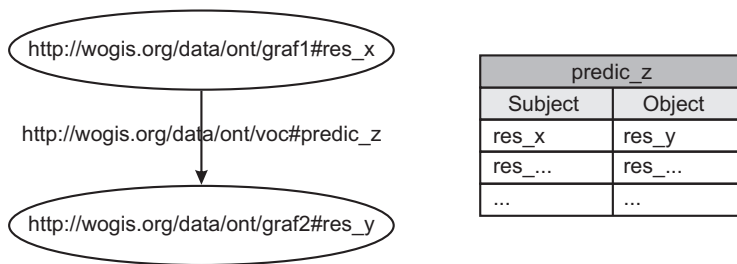 http://wogis.org/data/ont/graf1#res_x
http://wogis.org/data/ont/voc#predic_z
http://wogis.org/data/ont/graf2#res_y
predic_z
Subject Object
res_x res_y
res_... res_...
... ...